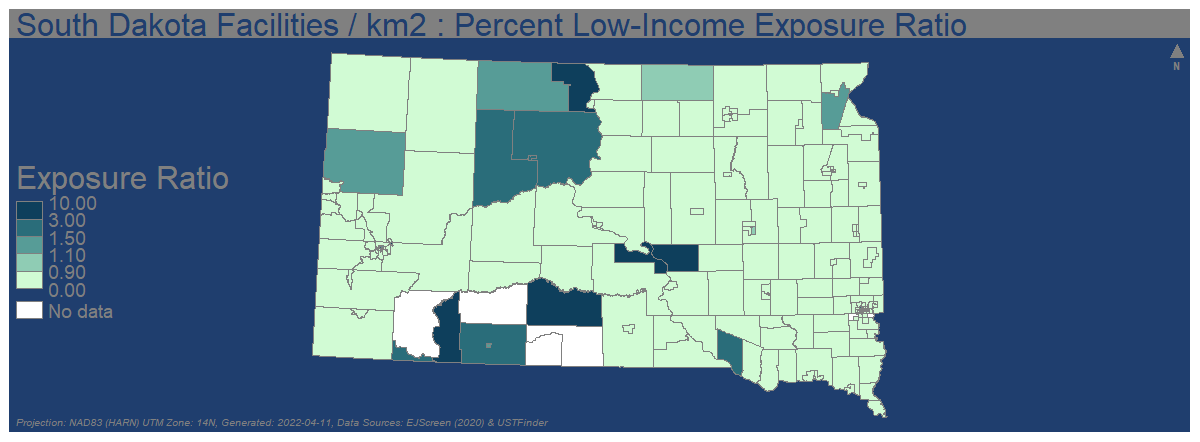 South Dakota Facilities / km2 : Percent Low-Income Exposure Ratio
N
Exposure Ratio
10.00
3.00
1.50
1.10
0.90
0.00
No data
Projection: NAD83 (HARN) UTM Zone: 14N, Generated: 2022-04-11, Data Sources: EJScreen (2020) & USTFinder